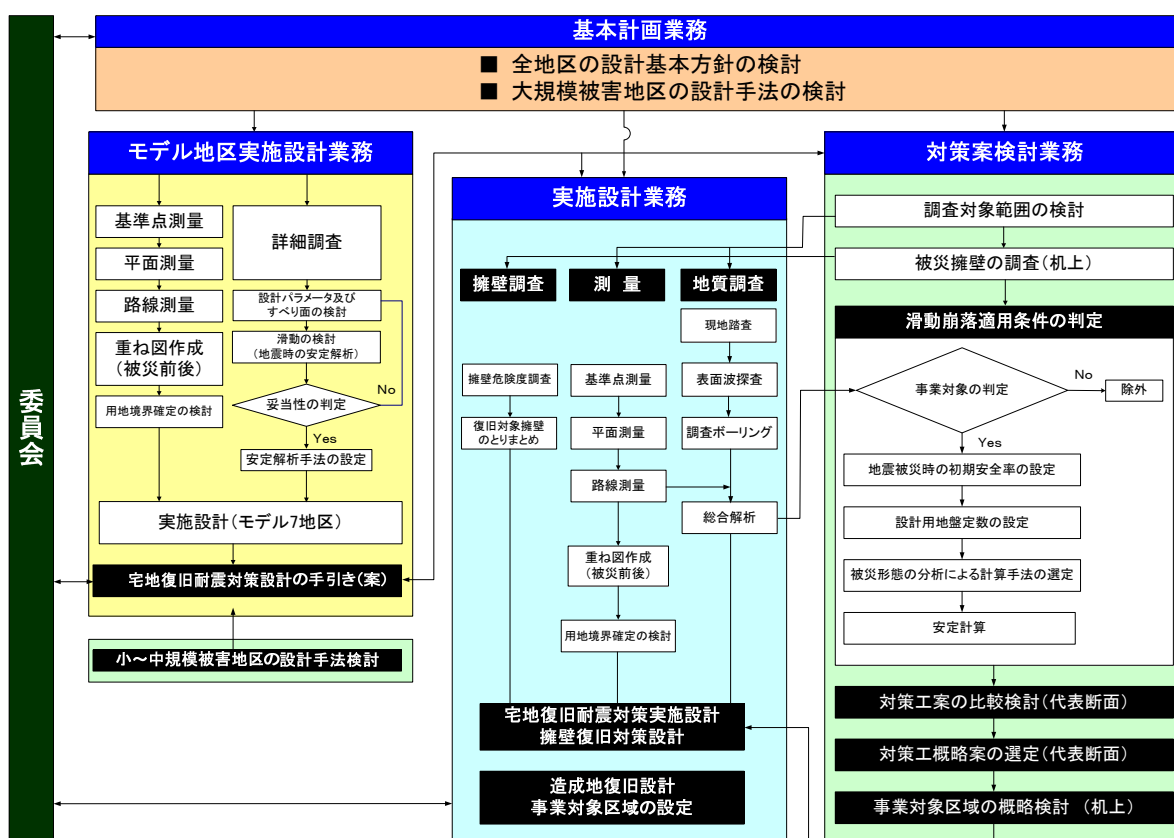 委員会
基本計画業務
■ 全地区の設計基本方針の検討
■ 大規模被害地区の設計手法の検討
モデル地区実施設計業務
基準点測量
平面測量
路線測量
重ね図作成
(被災前後)
用地境界確定の検討
詳細調査
設計パラメータ及び
すべり面の検討
滑動の検討
(地震時の安定解析)
妥当性の判定
No
Yes
安定解析手法の設定
実施設計(モデル7地区)
宅地復旧耐震対策設計の手引き(案)
小~中規模被害地区の設計手法検討
実施設計業務
擁壁調査
測 量
地質調査
擁壁危険度調査
復旧対象擁壁
のとりまとめ
基準点測量
平面測量
路線測量
重ね図作成
(被災前後)
用地境界確定の検討
現地踏査
表面波探査
調査ボーリング
総合解析
宅地復旧耐震対策実施設計
擁壁復旧対策設計
造成地復旧設計
事業対象区域の設定
対策案検討業務
調査対象範囲の検討
被災擁壁の調査(机上)
滑動崩落適用条件の判定
事業対象の判定
No
除外
Yes
地震被災時の初期安全率の設定
設計用地盤定数の設定
被災形態の分析による計算手法の選定
安定計算
対策工案の比較検討(代表断面)
対策工概略案の選定(代表断面)
事業対象区域の概略検討 (机上)